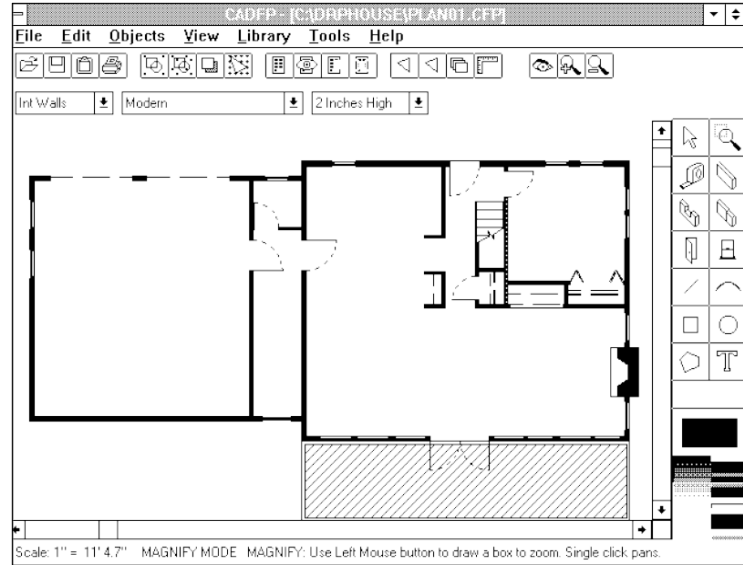 CADFP - [C:\DRPHOUSE\PLAN01.CFP]
File Edit Objects View Library Tools Help
Int Walls Modern 2 Inches High
T
Scale: 1" = 11' 4.7" MAGNIFY MODE MAGNIFY: Use Left Mouse button to draw a box to zoom. Single click pans.